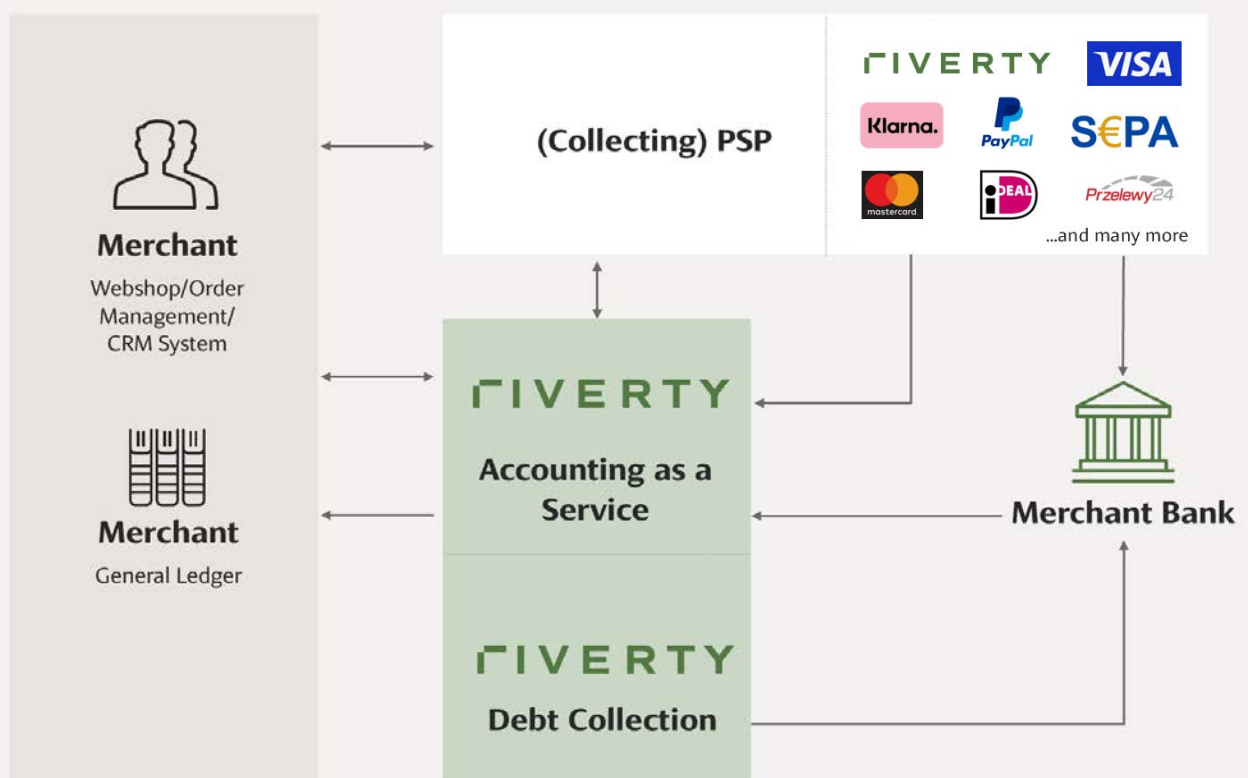 Merchant
Webshop/Order
Management/
CRM System
Merchant
General Ledger
(Collecting) PSP
RIVERTY
VISA
Klarna.
PayPal
S€PA
mastercard.
iDEAL
Przelewy24
...and many more
RIVERTY
Accounting as a
Service
RIVERTY
Debt Collection
Merchant Bank